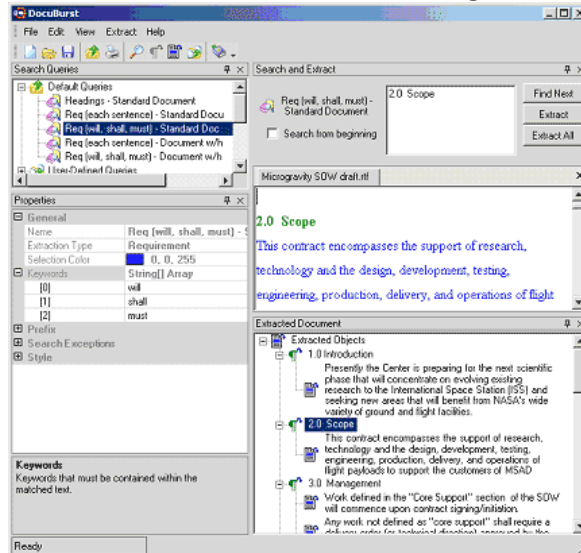 DocuBurst
File Edit View Extract Help
Search Queries
Default Queries
Headings - Standard Document
Req (each sentence) - Standard Docu
Req (will, shall, must) - Standard Doc
Req (each sentence) - Document w/h
Req (will, shall, must) - Document w/h
User-Defined Queries
Properties
General
Name Req (will, shall, must) - S
Extraction Type Requirement
Selection Color 0, 0, 255
Keywords String[] Array
[0] will
[1] shall
[2] must
Prefix
Search Exceptions
Style
Keywords
Keywords that must be contained within the
matched text.
Search and Extract
Req (will, shall, must) -
Standard Document
Search from beginning
2.0 Scope
Find Next
Extract
Extract All
Microgravity SOW draft.rtf
2.0 Scope
This contract encompasses the support of research,
technology and the design, development, testing,
engineering, production, delivery, and operations of flight
Extracted Document
Extracted Objects
1.0 Introduction
Presently the Center is preparing for the next scientific
phase that will concentrate on evolving existing
research to the International Space Station (ISS) and
seeking new areas that will benefit from NASA's wide
variety of ground and flight facilities.
2.0 Scope
This contract encompasses the support of research,
technology and the design, development, testing,
engineering, production, delivery, and operations of
flight payloads to support the customers of MSAD
3.0 Management
Work defined in the "Core Support" section of the SOW
will commence upon contract signing/initiation.
Any work not defined as "core support" shall require a
delivery order (or technical direction) approved by the
Ready